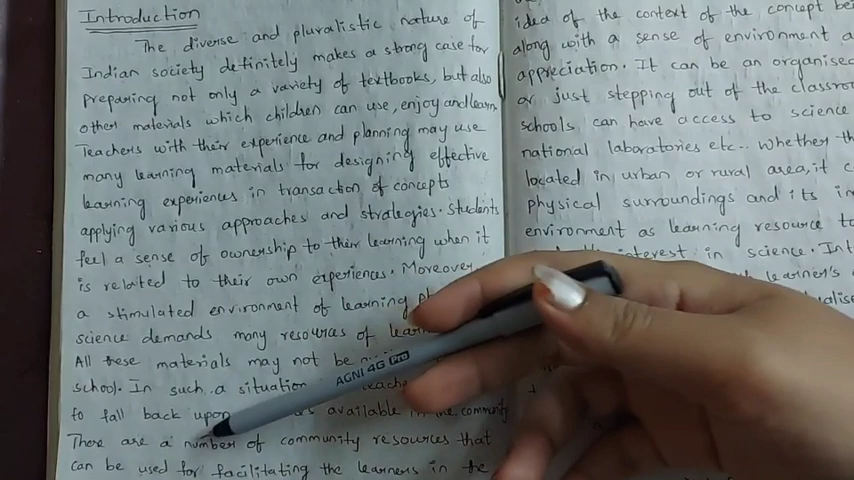 Introduction
The diverse and pluralistic nature of
Indian society definitely makes a strong case for
preparing not only a variety of textbooks, but also
other materials which children can use, enjoy and learn
Teachers with their experience and planning may use
many learning materials for designing effective
learning experiences in transaction of concepts
applying various approaches and strategies. Students
feel a sense of ownership to their learning when it
is related to their own experiences. Moreover
a stimulated environment of learning
science demands many resources of
All these materials may not be
school. In such a situation
to fall back upon available in the community
There are a number of community resources that
can be used for facilitating the learners in the
idea of the context of the concept
along with a sense of environment
appreciation. It can be an
or just stepping out of the
schools can have access to science
national laboratories etc.. Whether
located in urban or rural area, it
physical surroundings and its
environment as learning resource
interest in science.
learner's
AGNI 4G Pro